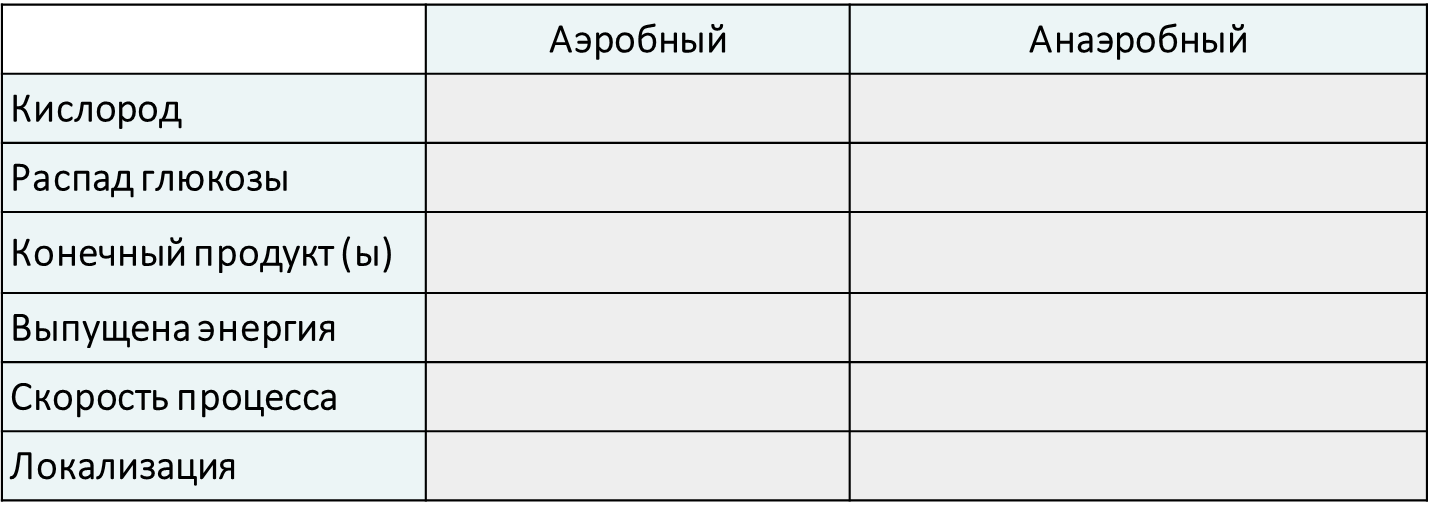 Аэробный Анаэробный
Кислород
Распад глюкозы
Конечный продукт (ы)
Выпущена энергия
Скорость процесса
Локализация